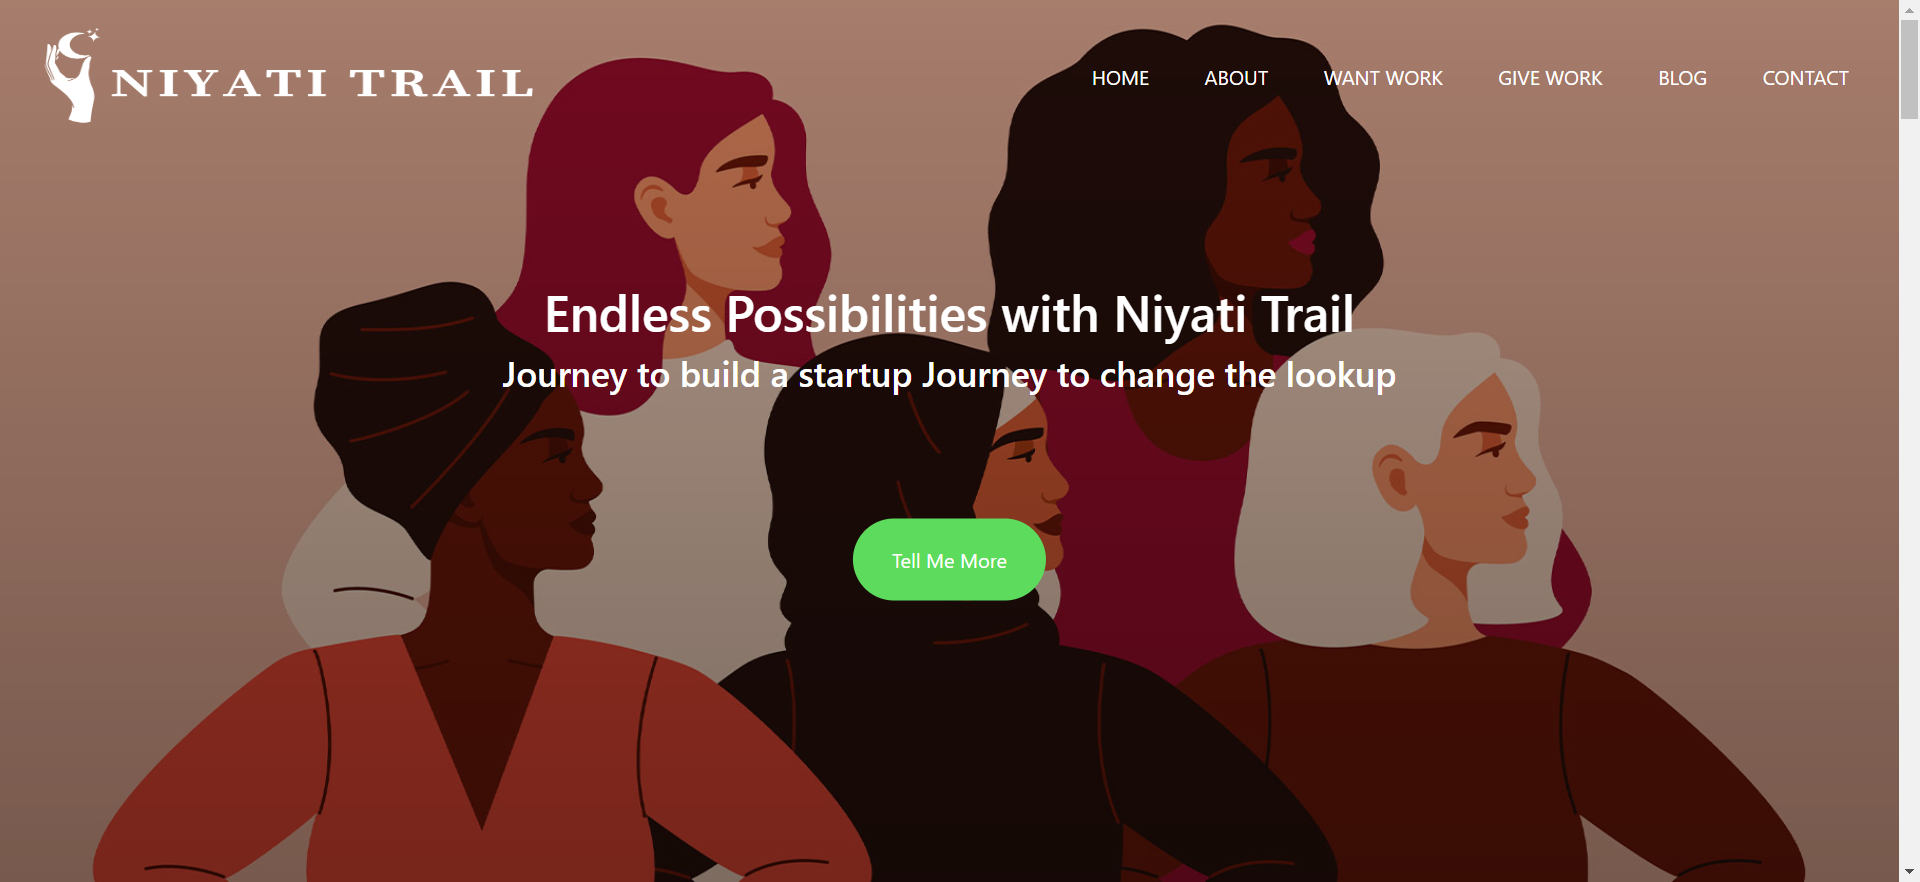 NIYATI TRAIL
HOME ABOUT WANT WORK GIVE WORK BLOG CONTACT
Endless Possibilities with Niyati Trail
Journey to build a startup Journey to change the lookup
Tell Me More